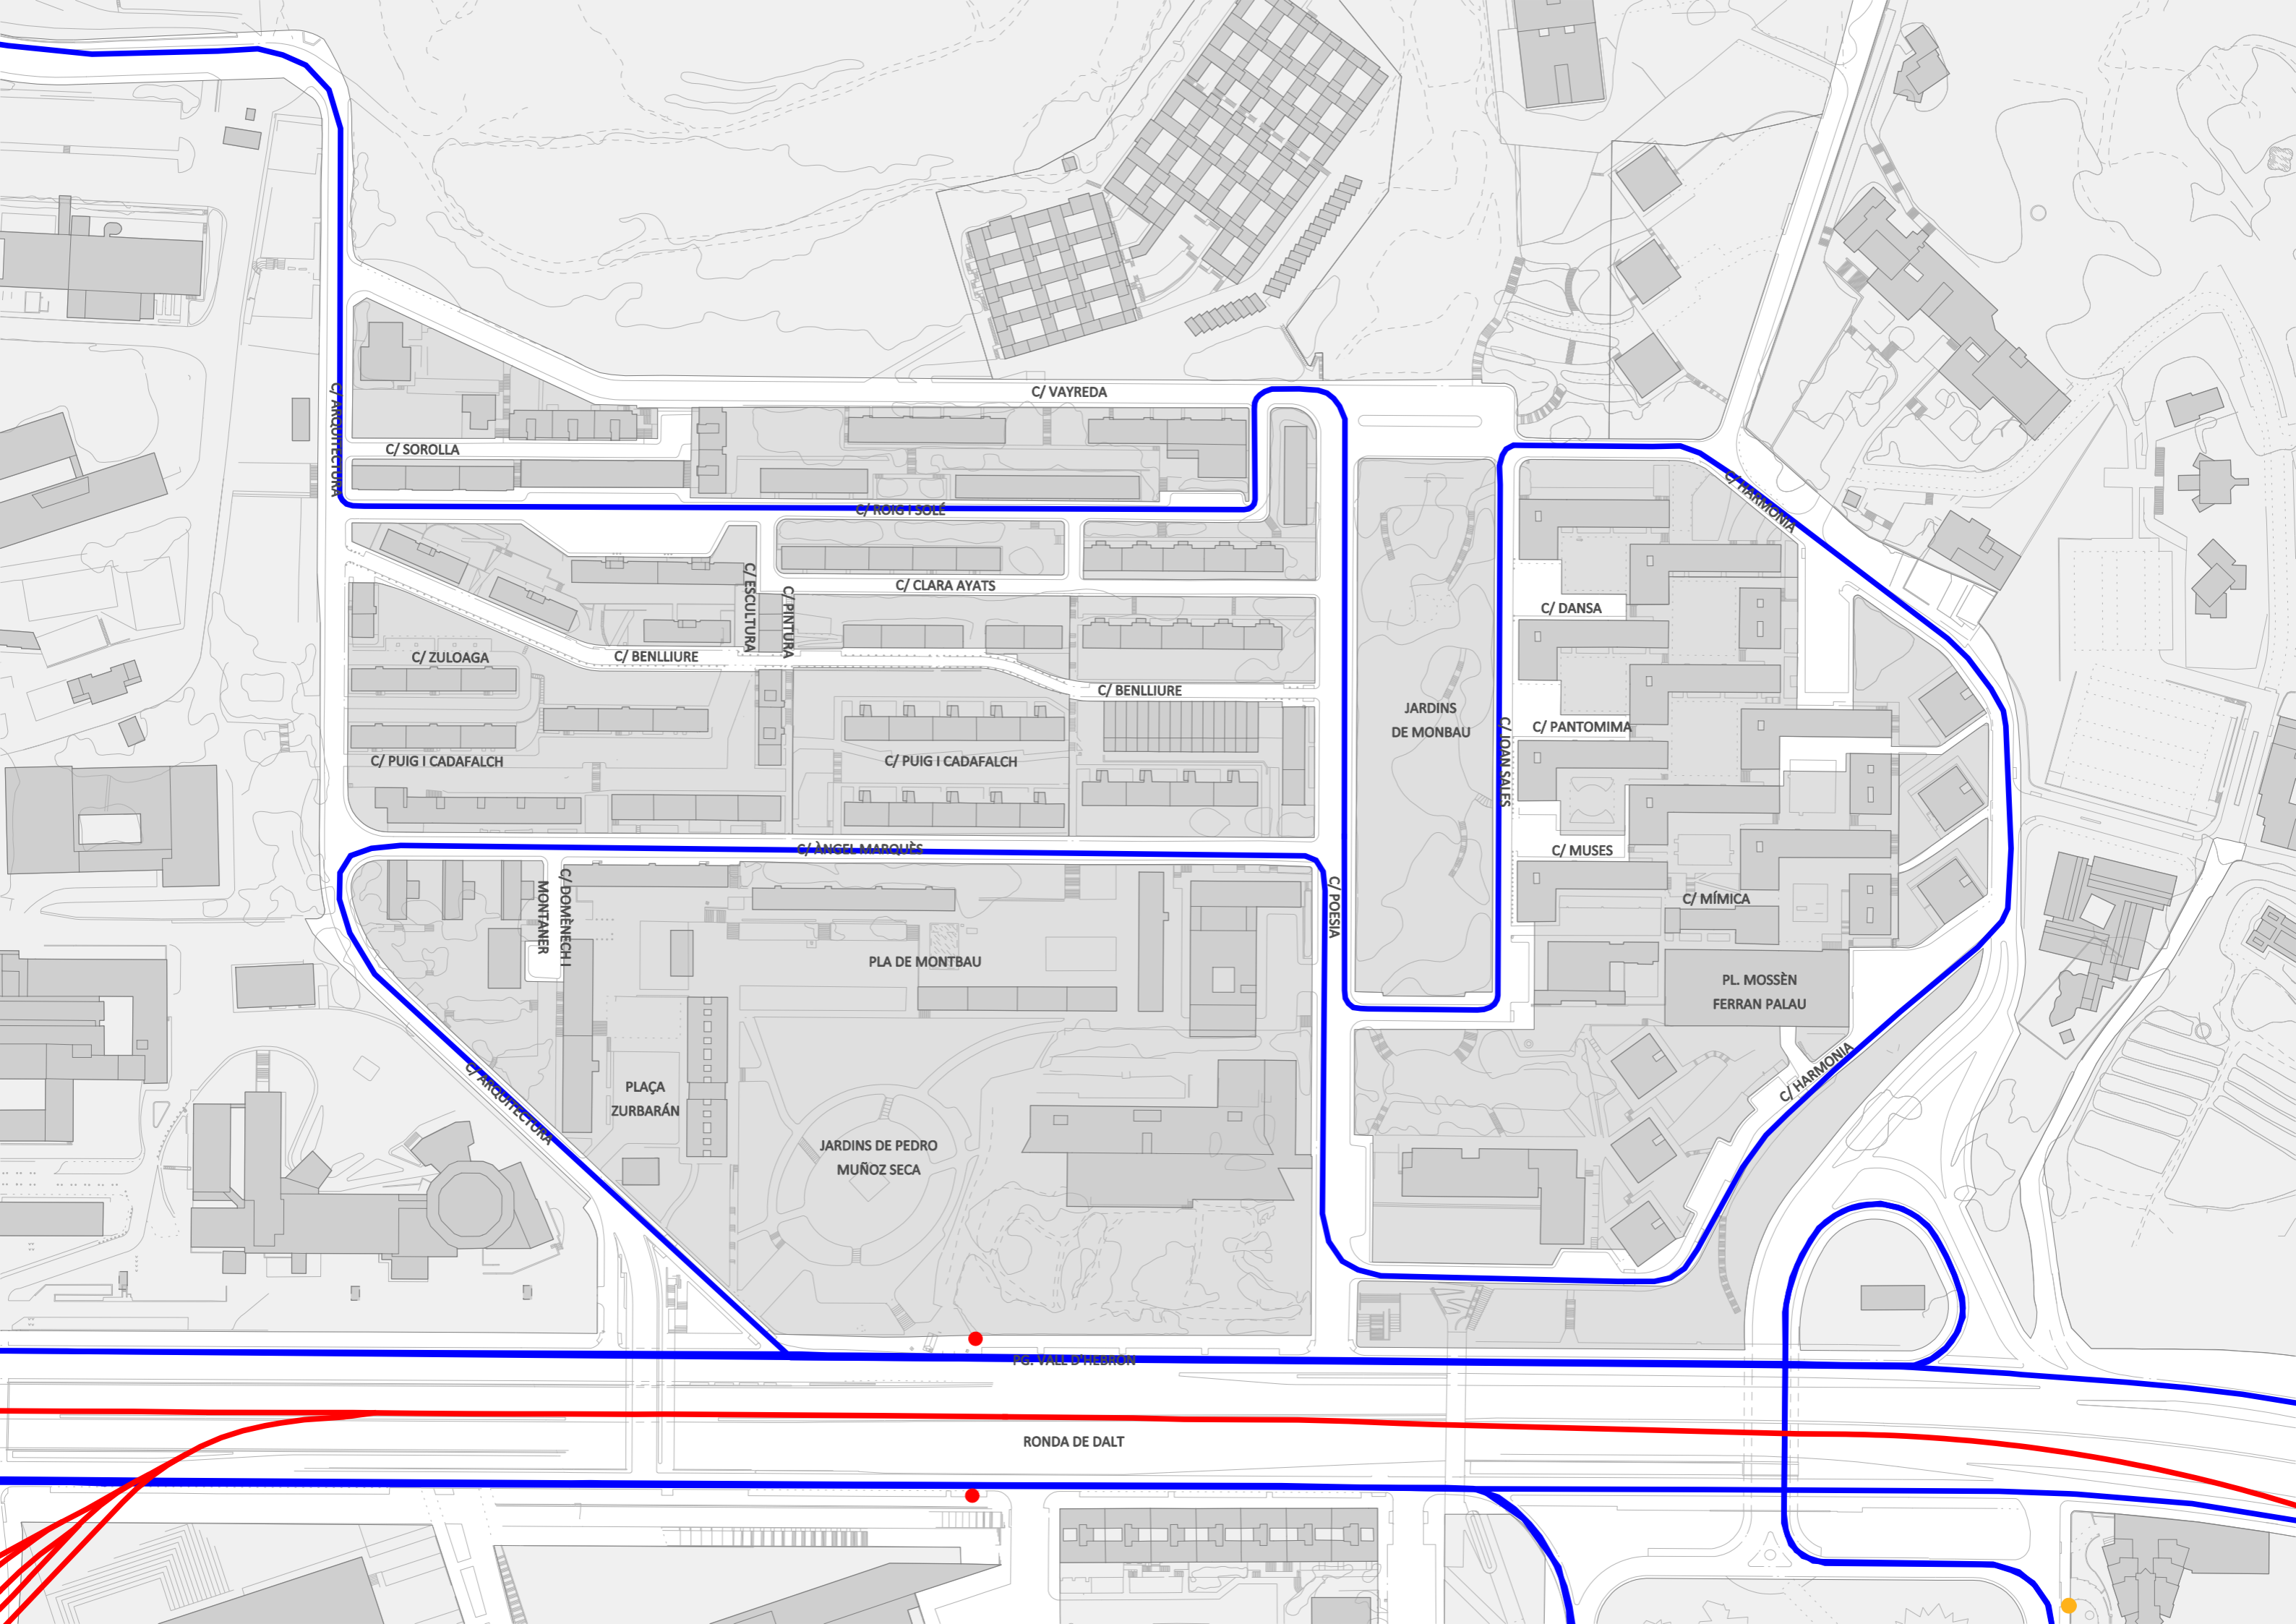 C/ VAYREDA
C/ ARQUITECTURA
C/ SOROLLA
C/ HARMONIA
C/ ROIG I SOLÉ
C/ ESCULTURA
C/ PINTURA
C/ CLARA AYATS
C/ DANSA
C/ ZULOAGA
C/ BENLLIURE
C/ BENLLIURE
JARDINS
DE MONBAU
C/ JOAN SALES
C/ PANTOMIMA
C/ PUIG I CADAFALCH
C/ PUIG I CADAFALCH
C/ ÀNGEL MARQUÈS
C/ MUSES
C/ DOMÈNECH I
MONTANER
C/ POESIA
C/ MÍMICA
PLA DE MONTBAU
PL. MOSSÈN
FERRAN PALAU
C/ ARQUITECTURA
PLAÇA
ZURBARÁN
C/ HARMONIA
JARDINS DE PEDRO
MUÑOZ SECA
PG. VALL D'HEBRON
RONDA DE DALT